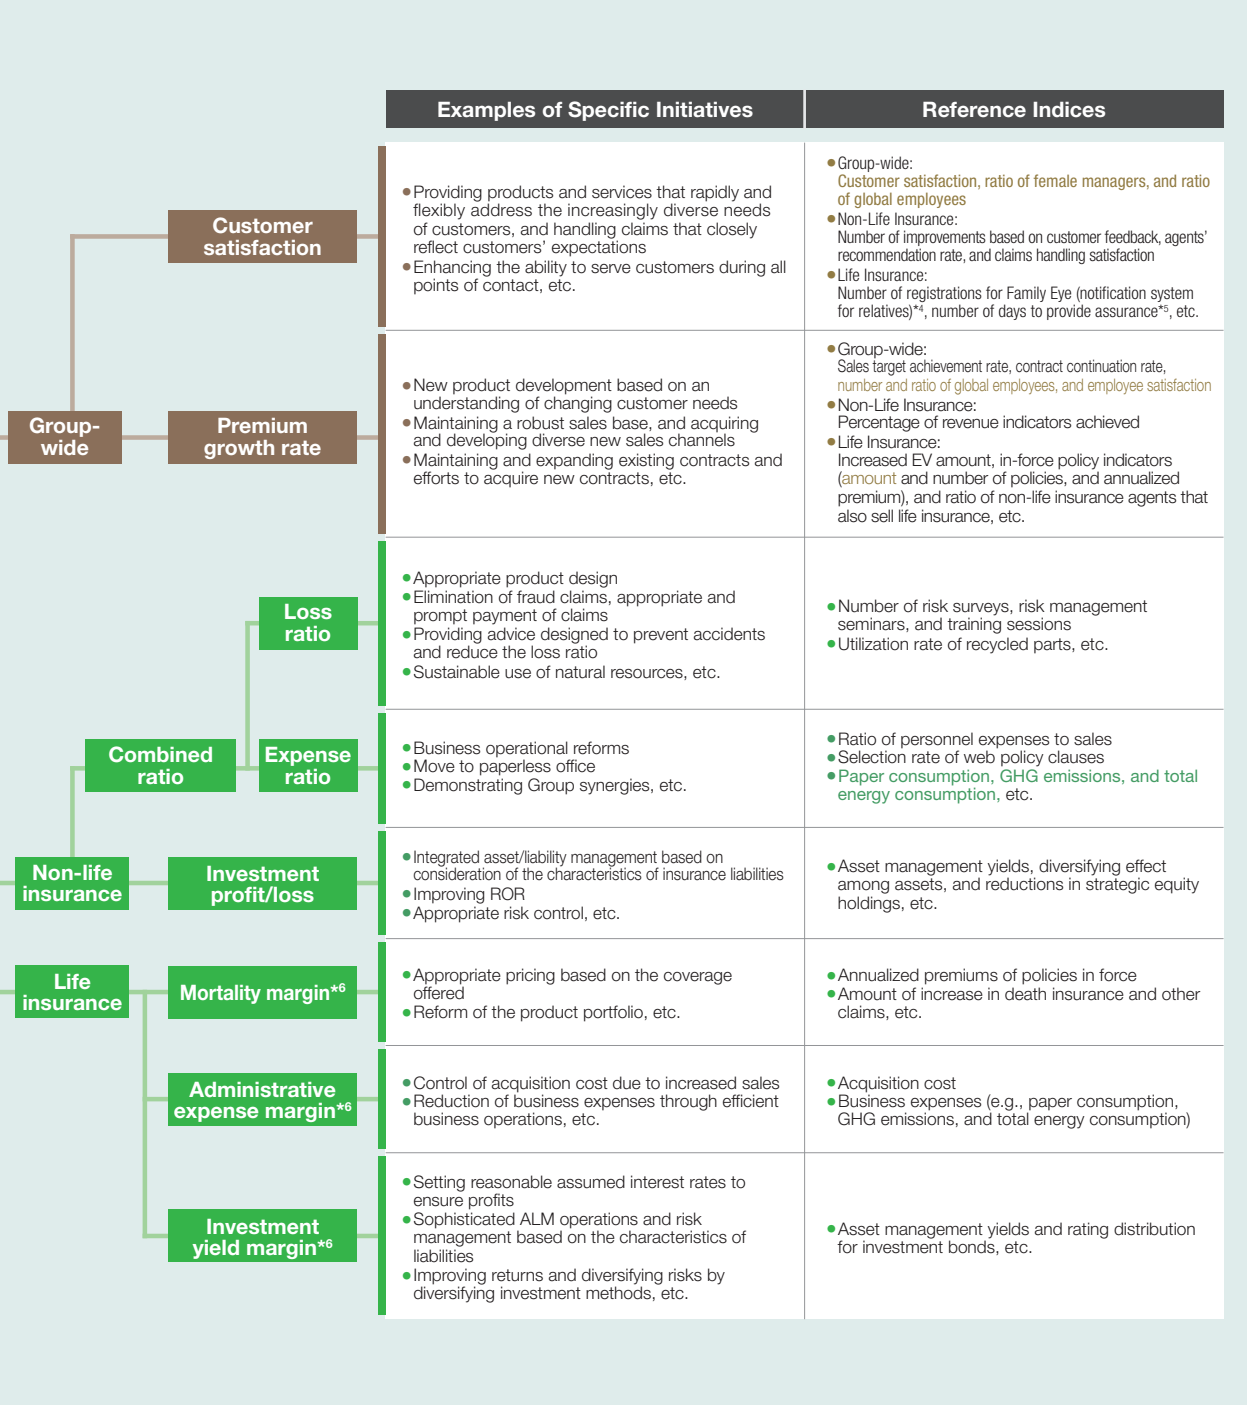 Examples of Specific Initiatives
Reference Indices
Customer
satisfaction
●Providing products and services that rapidly and
flexibly address the increasingly diverse needs
of customers, and handling claims that closely
reflect customers’ expectations
●Enhancing the ability to serve customers during all
points of contact, etc.
●Group-wide:
Customer satisfaction, ratio of female managers, and ratio
of global employees
●Non-Life Insurance:
Number of improvements based on customer feedback, agents’
recommendation rate, and claims handling satisfaction
●Life Insurance:
Number of registrations for Family Eye (notification system
for relatives)*4, number of days to provide assurance*5, etc.
Group-
wide
Premium
growth rate
●New product development based on an
understanding of changing customer needs
●Maintaining a robust sales base, and acquiring
and developing diverse new sales channels
●Maintaining and expanding existing contracts and
efforts to acquire new contracts, etc.
●Group-wide:
Sales target achievement rate, contract continuation rate,
number and ratio of global employees, and employee satisfaction
●Non-Life Insurance:
Percentage of revenue indicators achieved
●Life Insurance:
Increased EV amount, in-force policy indicators
(amount and number of policies, and annualized
premium), and ratio of non-life insurance agents that
also sell life insurance, etc.
Loss
ratio
●Appropriate product design
●Elimination of fraud claims, appropriate and
prompt payment of claims
●Providing advice designed to prevent accidents
and reduce the loss ratio
●Sustainable use of natural resources, etc.
●Number of risk surveys, risk management
seminars, and training sessions
●Utilization rate of recycled parts, etc.
Combined
ratio
Expense
ratio
●Business operational reforms
●Move to paperless office
●Demonstrating Group synergies, etc.
●Ratio of personnel expenses to sales
●Selection rate of web policy clauses
●Paper consumption, GHG emissions, and total
energy consumption, etc.
Non-life
insurance
Investment
profit/loss
●Integrated asset/liability management based on
consideration of the characteristics of insurance liabilities
●Improving ROR
●Appropriate risk control, etc.
●Asset management yields, diversifying effect
among assets, and reductions in strategic equity
holdings, etc.
Life
insurance
Mortality margin*6
●Appropriate pricing based on the coverage
offered
●Reform of the product portfolio, etc.
●Annualized premiums of policies in force
●Amount of increase in death insurance and other
claims, etc.
Administrative
expense margin*6
●Control of acquisition cost due to increased sales
●Reduction of business expenses through efficient
business operations, etc.
●Acquisition cost
●Business expenses (e.g., paper consumption,
GHG emissions, and total energy consumption)
Investment
yield margin*6
●Setting reasonable assumed interest rates to
ensure profits
●Sophisticated ALM operations and risk
management based on the characteristics of
liabilities
●Improving returns and diversifying risks by
diversifying investment methods, etc.
●Asset management yields and rating distribution
for investment bonds, etc.